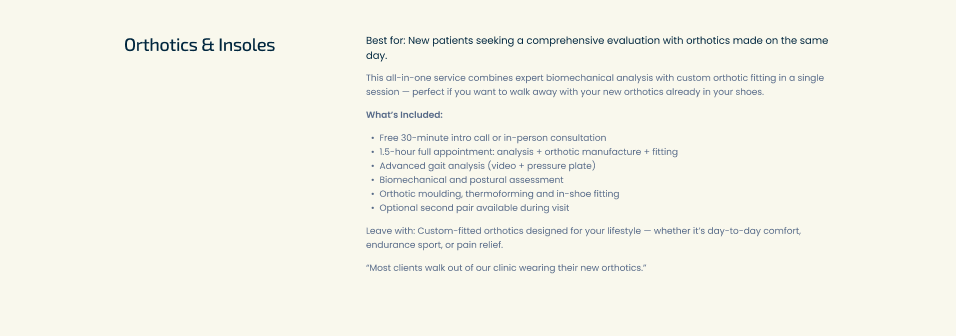 Orthotics & Insoles
Best for: New patients seeking a comprehensive evaluation with orthotics made on the same
day.
This all-in-one service combines expert biomechanical analysis with custom orthotic fitting in a single
session — perfect if you want to walk away with your new orthotics already in your shoes.
What's Included:
• Free 30-minute intro call or in-person consultation
• 1.5-hour full appointment: analysis + orthotic manufacture + fitting
• Advanced gait analysis (video + pressure plate)
• Biomechanical and postural assessment
• Orthotic moulding, thermoforming and in-shoe fitting
• Optional second pair available during visit
Leave with: Custom-fitted orthotics designed for your lifestyle — whether it's day-to-day comfort,
endurance sport, or pain relief.
“Most clients walk out of our clinic wearing their new orthotics.”